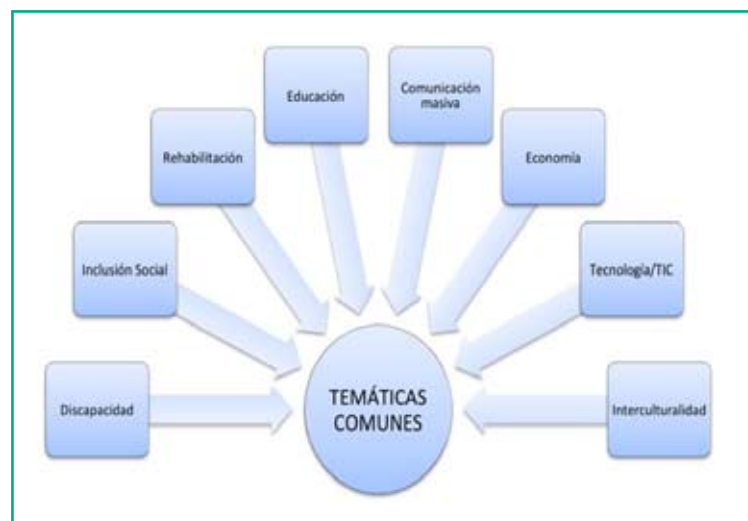 Discapacidad
Inclusión Social
Rehabilitación
Educación
Comunicación
masiva
Economía
Tecnología/TIC
Interculturalidad
TEMÁTICAS
COMUNES